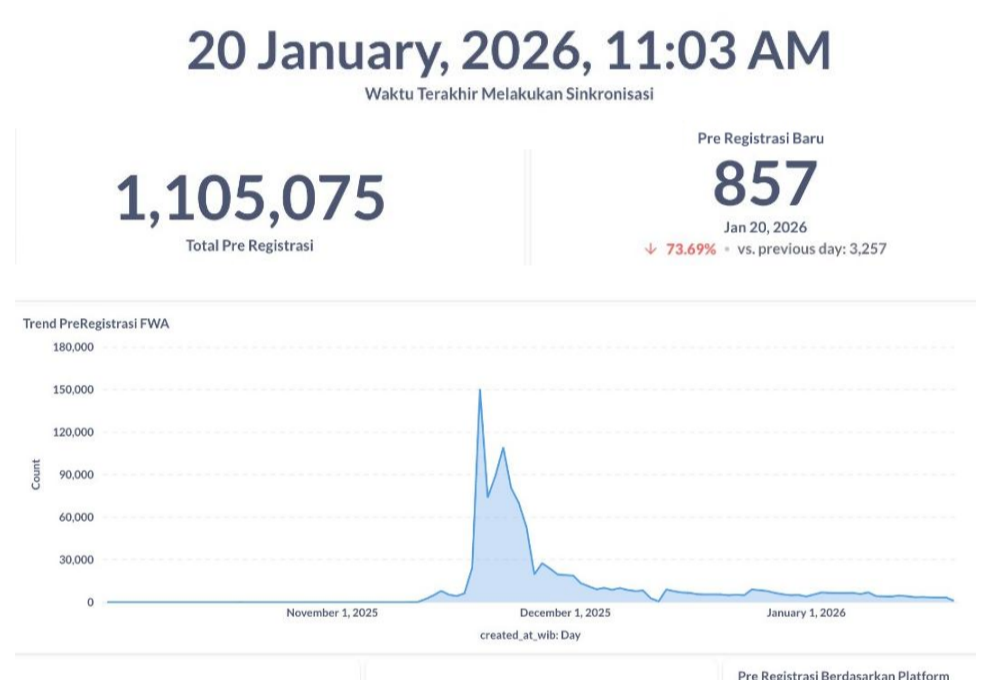 20 January, 2026, 11:03 AM
Waktu Terakhir Melakukan Sinkronisasi
1,105,075
Total Pre Registrasi
Pre Registrasi Baru
857
Jan 20, 2026
↓ 73.69% • vs. previous day: 3,257
Trend PreRegistrasi FWA
180,000
150,000
120,000
90,000
60,000
30,000
0
Count
November 1, 2025
December 1, 2025
January 1, 2026
created_at_wib: Day
Pre Registrasi Berdasarkan Platform